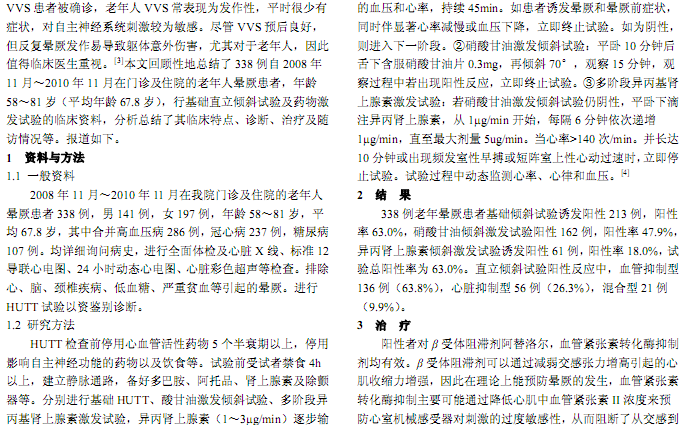 VVS 患者被确诊，老年人 VVS 常表现为发作性，平时很少有
症状，对自主神经系统刺激较为敏感。尽管 VVS 预后良好，
但反复晕厥发作易导致躯体意外伤害，尤其对于老年人，因此
值得临床医生重视。[3]本文回顾性地总结了 338 例自 2008 年
11 月～2010 年 11 月在门诊及住院的老年人晕厥患者，年龄
58～81 岁（平均年龄 67.8 岁），行基础直立倾斜试验及药物激
发试验的临床资料，分析总结了其临床特点、诊断、治疗及随
访情况等。报道如下。
1 资料与方法
1.1 一般资料
2008 年 11 月～2010 年 11 月在我院门诊及住院的老年人
晕厥患者 338 例，男 141 例，女 197 例，年龄 58～81 岁，平
均 67.8 岁，其中合并高血压病 286 例，冠心病 237 例，糖尿病
107 例。均详细询问病史，进行全面体检及心脏 X 线、标准 12
导联心电图、24 小时动态心电图、心脏彩色超声等检查。排除
心、脑、颈椎疾病、低血糖、严重贫血等引起的晕厥。进行
HUTT 试验以资鉴别诊断。
1.2 研究方法
HUTT 检查前停用心血管活性药物 5 个半衰期以上，停用
影响自主神经功能的药物以及饮食等。试验前受试者禁食 4h
以上，建立静脉通路，备好多巴胺、阿托品、肾上腺素及除颤
器等。分别进行基础 HUTT、酸甘油激发倾斜试验、多阶段异
丙基肾上腺素激发试验，异丙肾上腺素（1～3μg/min）逐步输
的血压和心率，持续 45min。如患者诱发晕厥和晕厥前症状，
同时伴显著心率减慢或血压下降，立即终止试验。如为阴性，
则进入下一阶段。②硝酸甘油激发倾斜试验：平卧 10 分钟后
舌下含服硝酸甘油片 0.3mg，再倾斜 70°，观察 15 分钟，观
察过程中若出现阳性反应，立即终止试验。③多阶段异丙基肾
上腺素激发试验：若硝酸甘油激发倾斜试验仍阴性，平卧下滴
注异丙肾上腺素，从 1μg/min 开始，每隔 6 分钟依次递增
1μg/min，直至最大剂量 5ug/min。当心率>140 次/min。并长达
10 分钟或出现频发室性早搏或短阵室上性心动过速时，立即停
止试验。试验过程中动态监测心率、心律和血压。[4]
2 结 果
338 例老年晕厥患者基础倾斜试验诱发阳性 213 例，阳性
率 63.0%，硝酸甘油倾斜激发试验阳性 162 例，阳性率 47.9%，
异丙肾上腺素倾斜试验诱发阳性 61 例，阳性率 18.0%，试
验总阳性率为 63.0%。直立倾斜试验阳性反应中，血管抑制型
136 例（63.8%），心脏抑制型 56 例（26.3%），混合型 21 例
（9.9%）。
3 治 疗
阳性者对 β 受体阻滞剂阿替洛尔，血管紧张素转化酶抑制
剂均有效。β 受体阻滞剂可以通过减弱交感张力增高引起的心
肌收缩力增强，因此在理论上能预防晕厥的发生，血管紧张素
转化酶抑制主要可能通过降低心肌中血管紧张素 II 浓度来预
防心室机械感受器对刺激的过度敏感性，从而阻断了从交感到